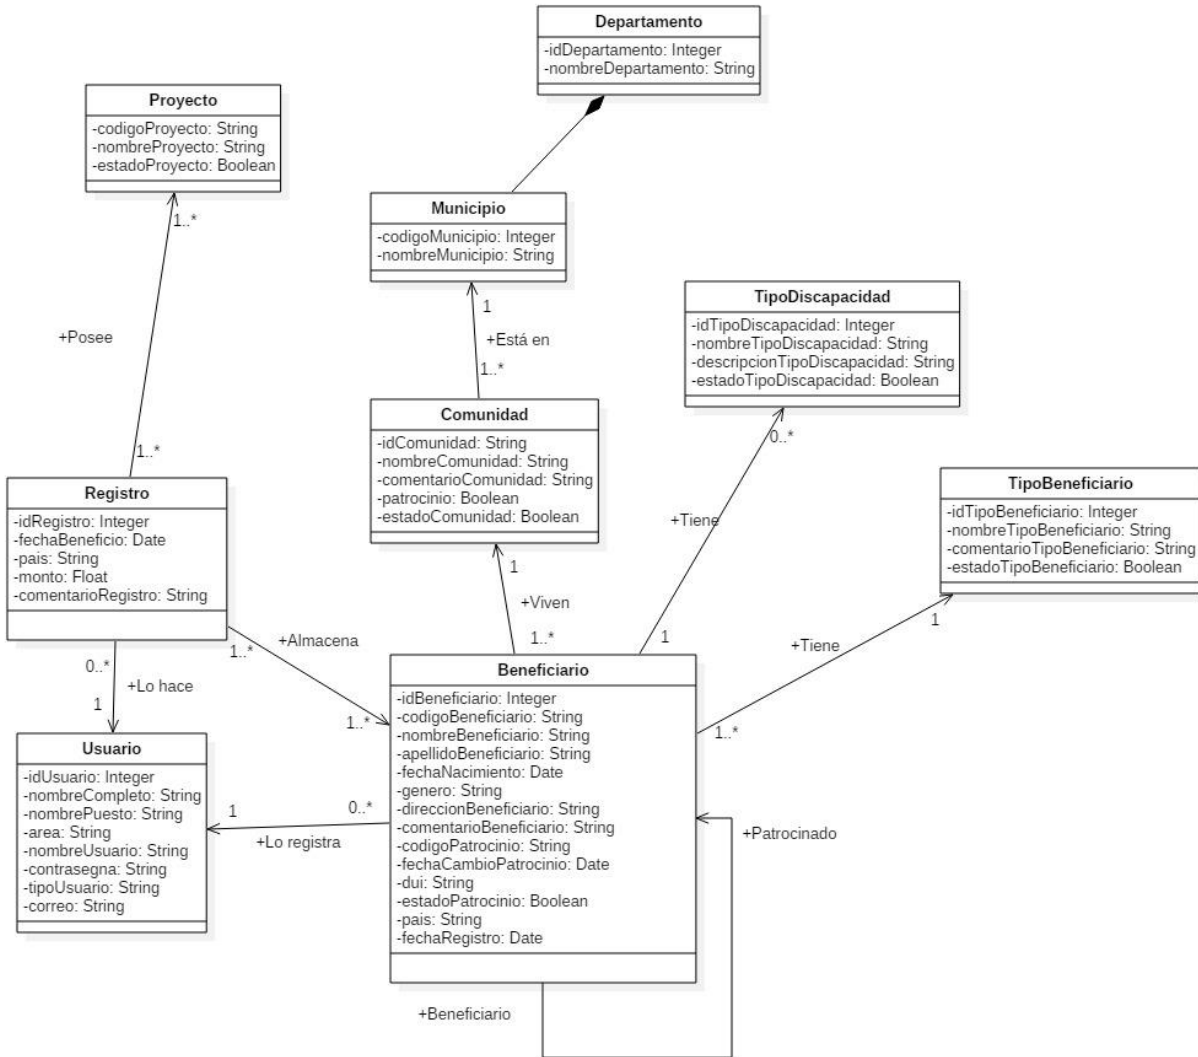 Departamento
-idDepartamento: Integer
-nombreDepartamento: String
Proyecto
-codigoProyecto: String
-nombreProyecto: String
-estadoProyecto: Boolean
1..*
+Posee
1..*
Municipio
-codigoMunicipio: Integer
-nombreMunicipio: String
1
+Está en
1..*
TipoDiscapacidad
-idTipoDiscapacidad: Integer
-nombreTipoDiscapacidad: String
-descripcionTipoDiscapacidad: String
-estadoTipoDiscapacidad: Boolean
0..*
+Tiene
1
Comunidad
-idComunidad: String
-nombreComunidad: String
-comentarioComunidad: String
-patrocinio: Boolean
-estadoComunidad: Boolean
1
+Viven
1..*
TipoBeneficiario
-idTipoBeneficiario: Integer
-nombreTipoBeneficiario: String
-comentarioTipoBeneficiario: String
-estadoTipoBeneficiario: Boolean
1
+Tiene
1..*
Registro
-idRegistro: Integer
-fechaBeneficio: Date
-pais: String
-monto: Float
-comentarioRegistro: String
1..*
+Almacena
1..*
0..*
+Lo hace
1
Usuario
-idUsuario: Integer
-nombreCompleto: String
-nombrePuesto: String
-area: String
-nombreUsuario: String
-contrasegna: String
-tipoUsuario: String
-correo: String
1
+Lo registra
0..*
Beneficiario
-idBeneficiario: Integer
-codigoBeneficiario: String
-nombreBeneficiario: String
-apellidoBeneficiario: String
-fechaNacimiento: Date
-genero: String
-direccionBeneficiario: String
-comentarioBeneficiario: String
-codigoPatrocinio: String
-fechaCambioPatrocinio: Date
-dui: String
-estadoPatrocinio: Boolean
-pais: String
-fechaRegistro: Date
+Patrocinado
+Beneficiario